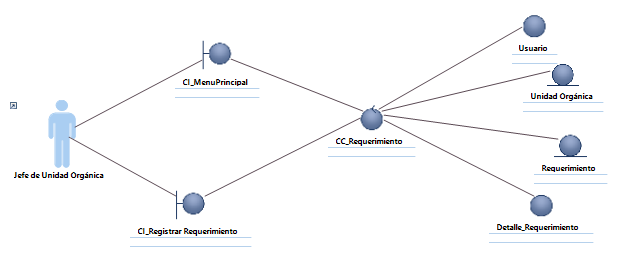 Usuario
CI_MenuPrincipal
Unidad Orgánica
CC_Requerimiento
Requerimiento
Jefe de Unidad Orgánica
CI_Registrar Requerimiento
Detalle_Requerimiento